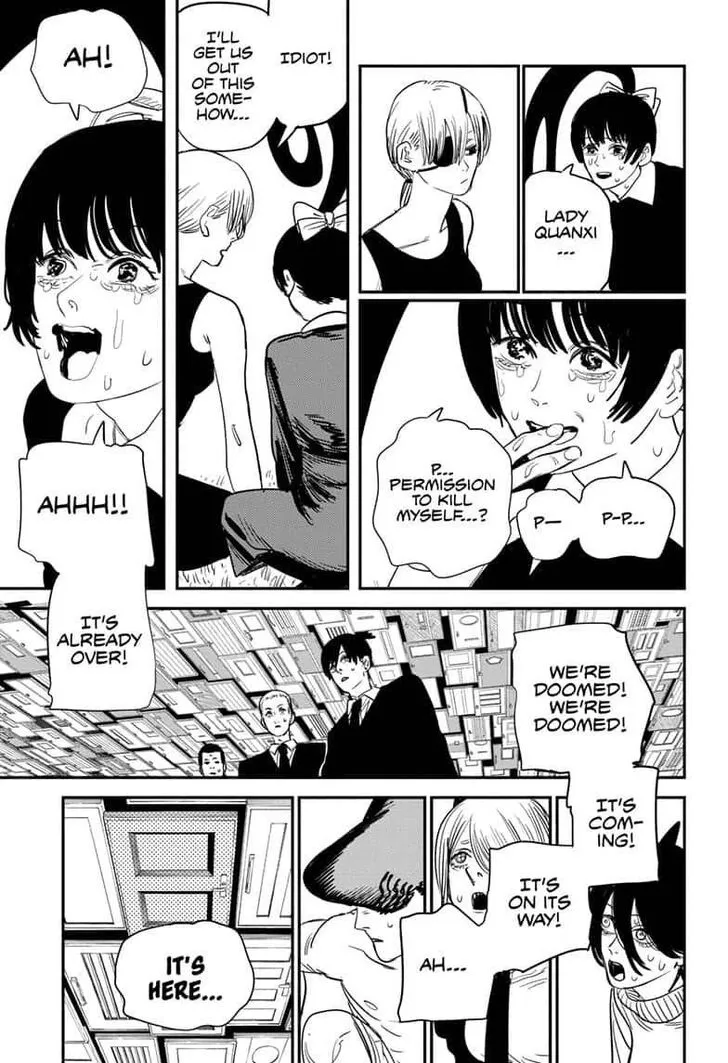 LADY
QUANXI
...
IDIOT!
I'LL
GET US
OUT
OF THIS
SOME-
HOW...
AH!
P-P...
P—
P...
PERMISSION
TO KILL
MYSELF...?
AHHH!!
IT'S
ALREADY
OVER!
WE'RE
DOOMED!
WE'RE
DOOMED!
IT'S
COM-
ING!
IT'S
ON ITS
WAY!
AH...
IT'S
HERE...